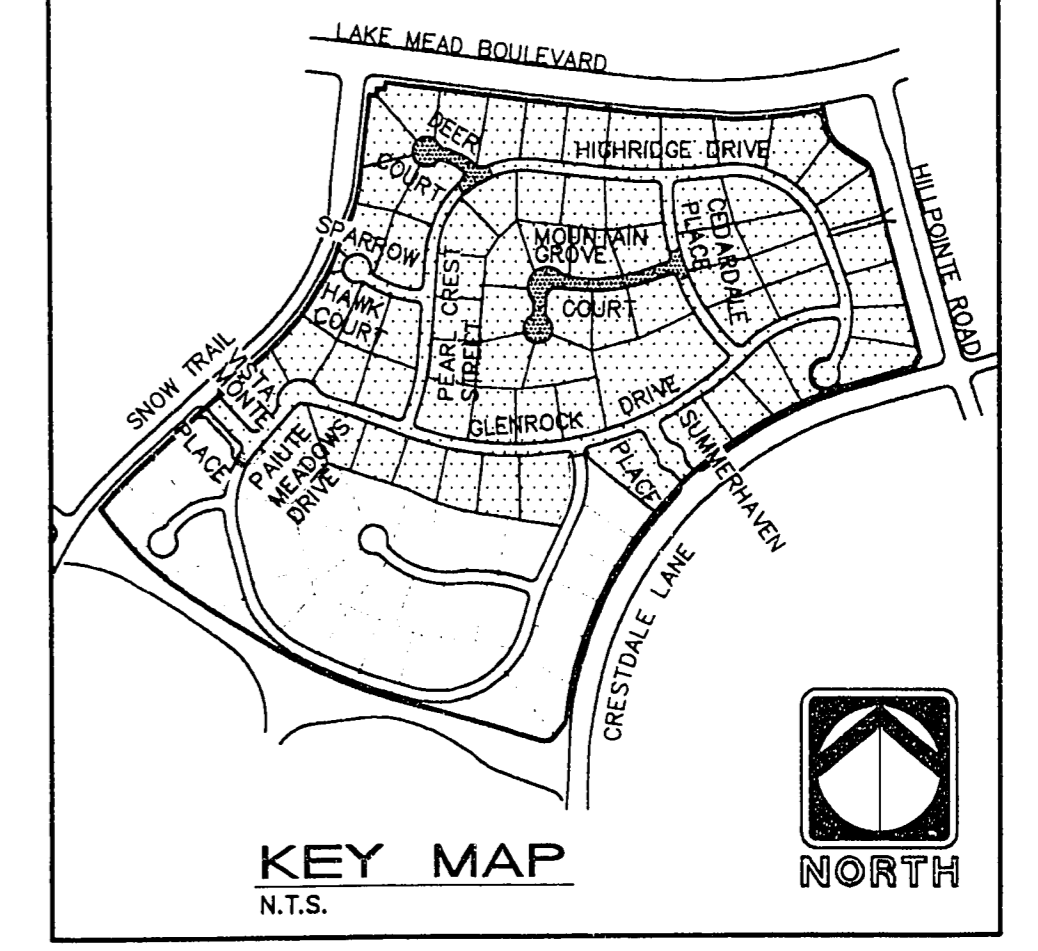 LAKE MEAD BOULEVARD
DEER
COURT
HIGHRIDGE DRIVE
HILLPOINTE ROAD
CEDARDALE
PLACE
MOUNTAIN
GROVE
COURT
SPARROW
HAWK
COURT
PEARL CREST
STREET
SNOW TRAIL
VISTA
MONTE
PLACE
GLENROCK DRIVE
PAIUTE
MEADOWS
DRIVE
SUMMERHAVEN
PLACE
CRESTDALE LANE
KEY MAP
N.T.S.
NORTH